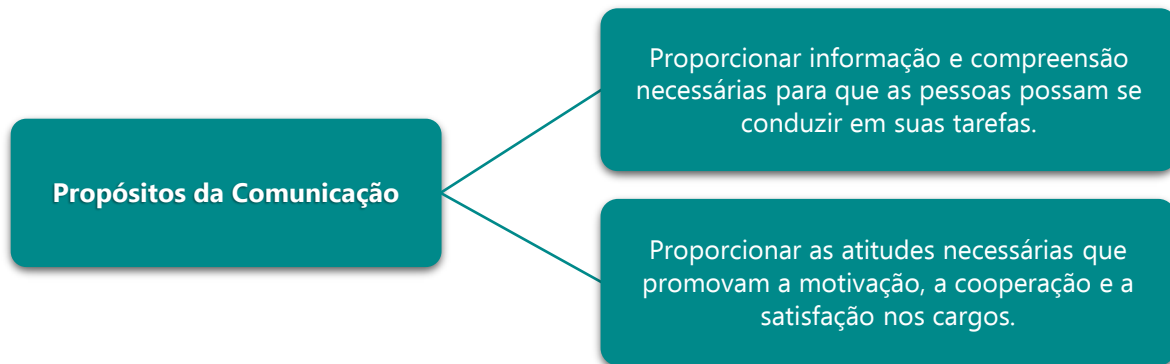 Propósitos da Comunicação
Proporcionar informação e compreensão
necessárias para que as pessoas possam se
conduzir em suas tarefas.
Proporcionar as atitudes necessárias que
promovam a motivação, a cooperação e a
satisfação nos cargos.